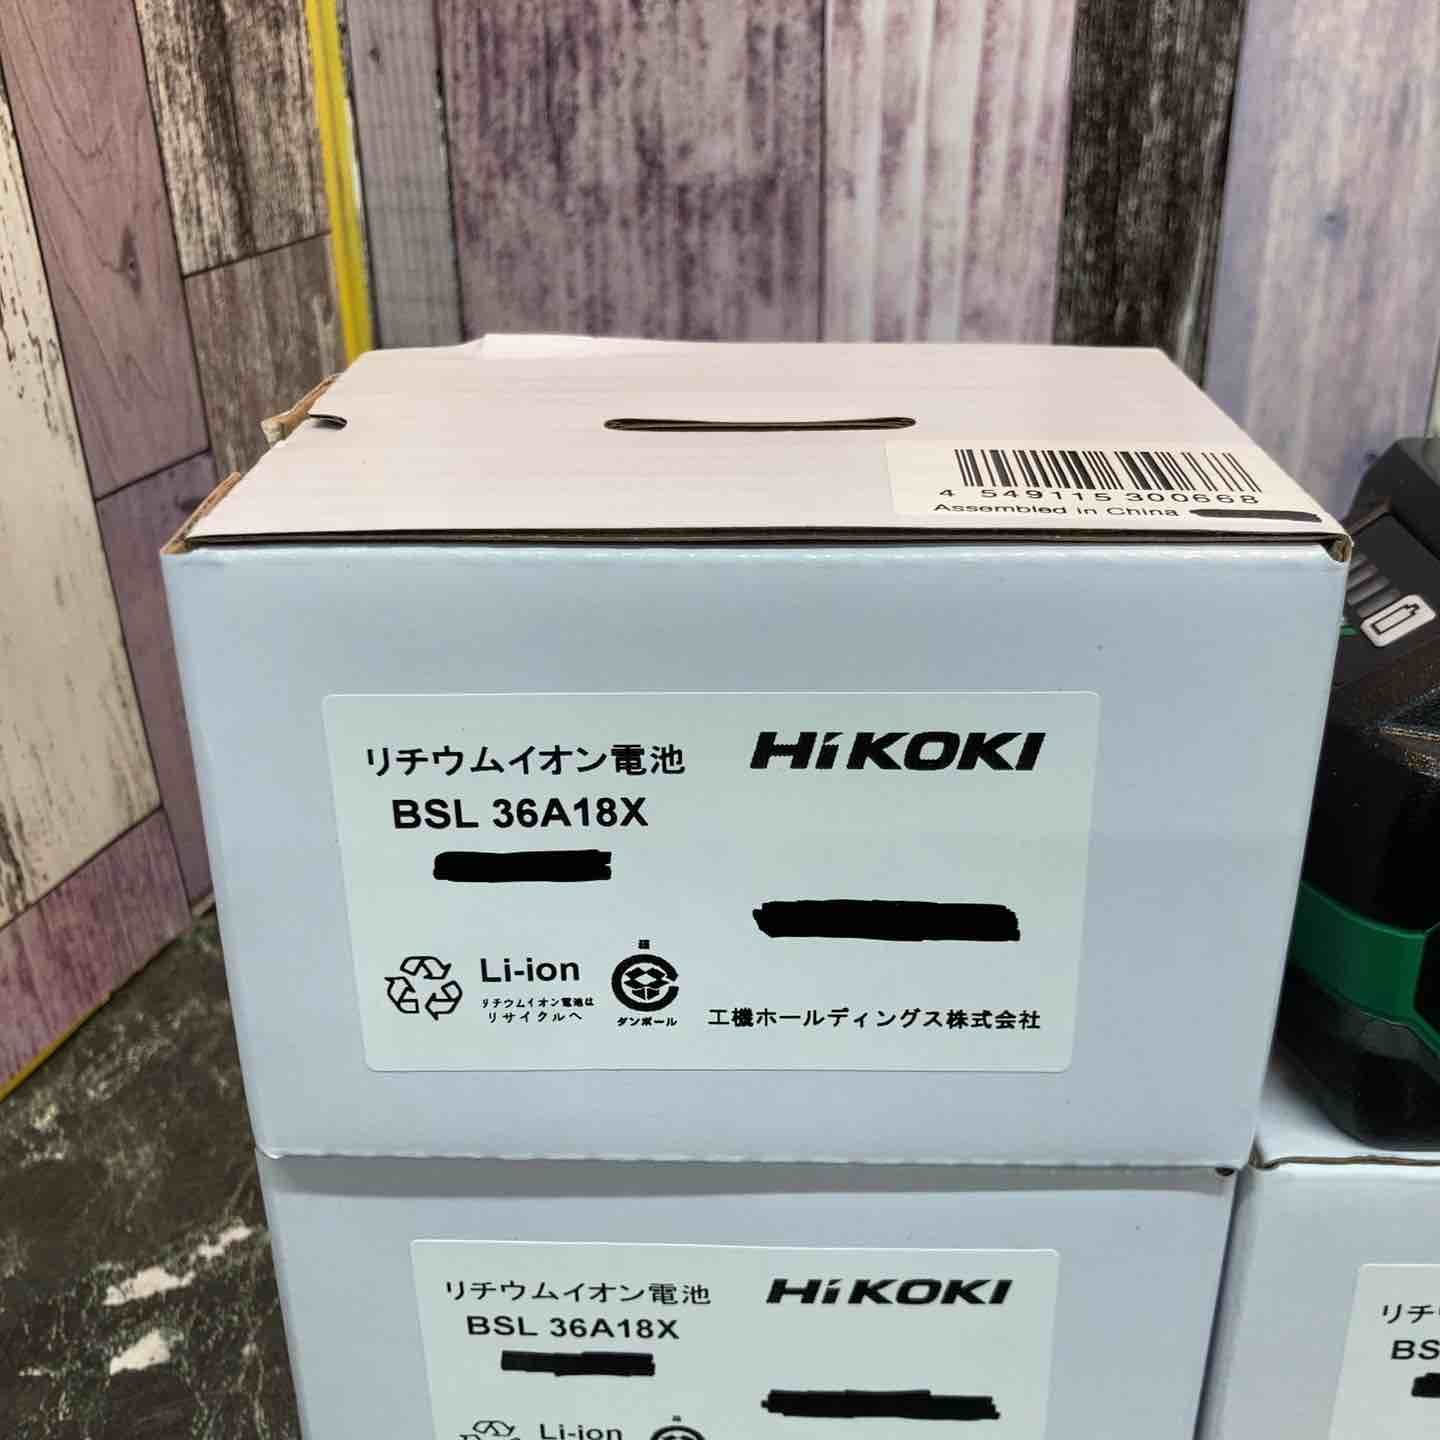 4 549115 300668
Assembled in China
リチウムイオン電池
HiKOKI
BSL 36A18X
Li-ion
リチウムイオン電池は
リサイクルへ
ダンボール
工機ホールディングス株式会社
リチウムイオン電池
HiKOKI
BSL 36A18X
Li-ion
リチ
BS